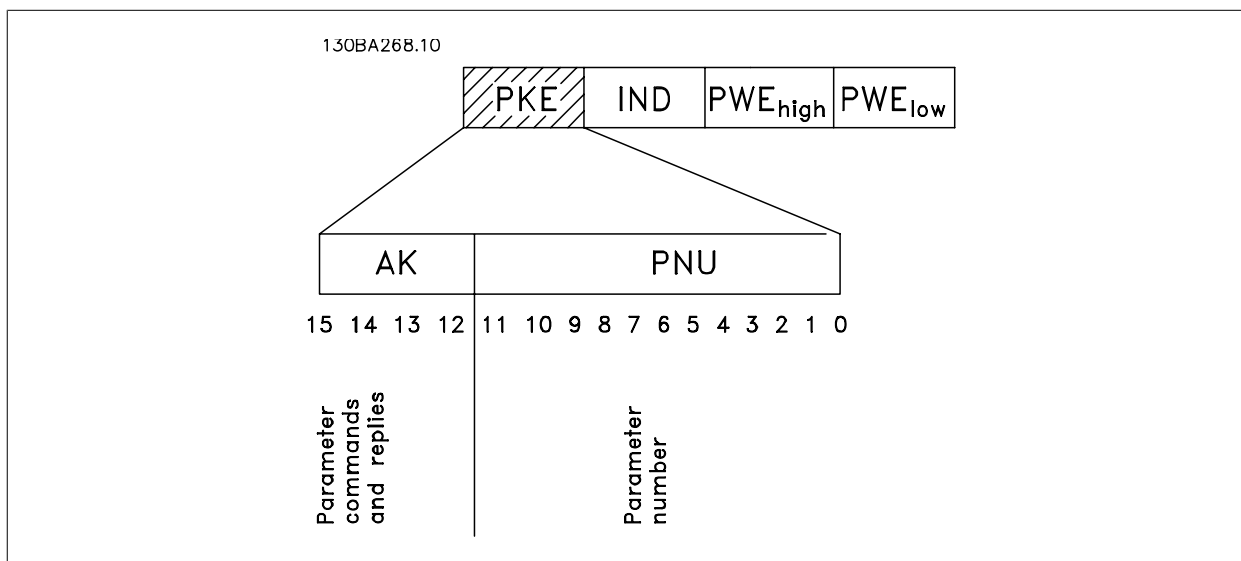 130BA268.10
PKE IND PWEhigh PWElow
AK PNU
15 14 13 12 11 10 9 8 7 6 5 4 3 2 1 0
Parameter
commands
and replies
Parameter
number